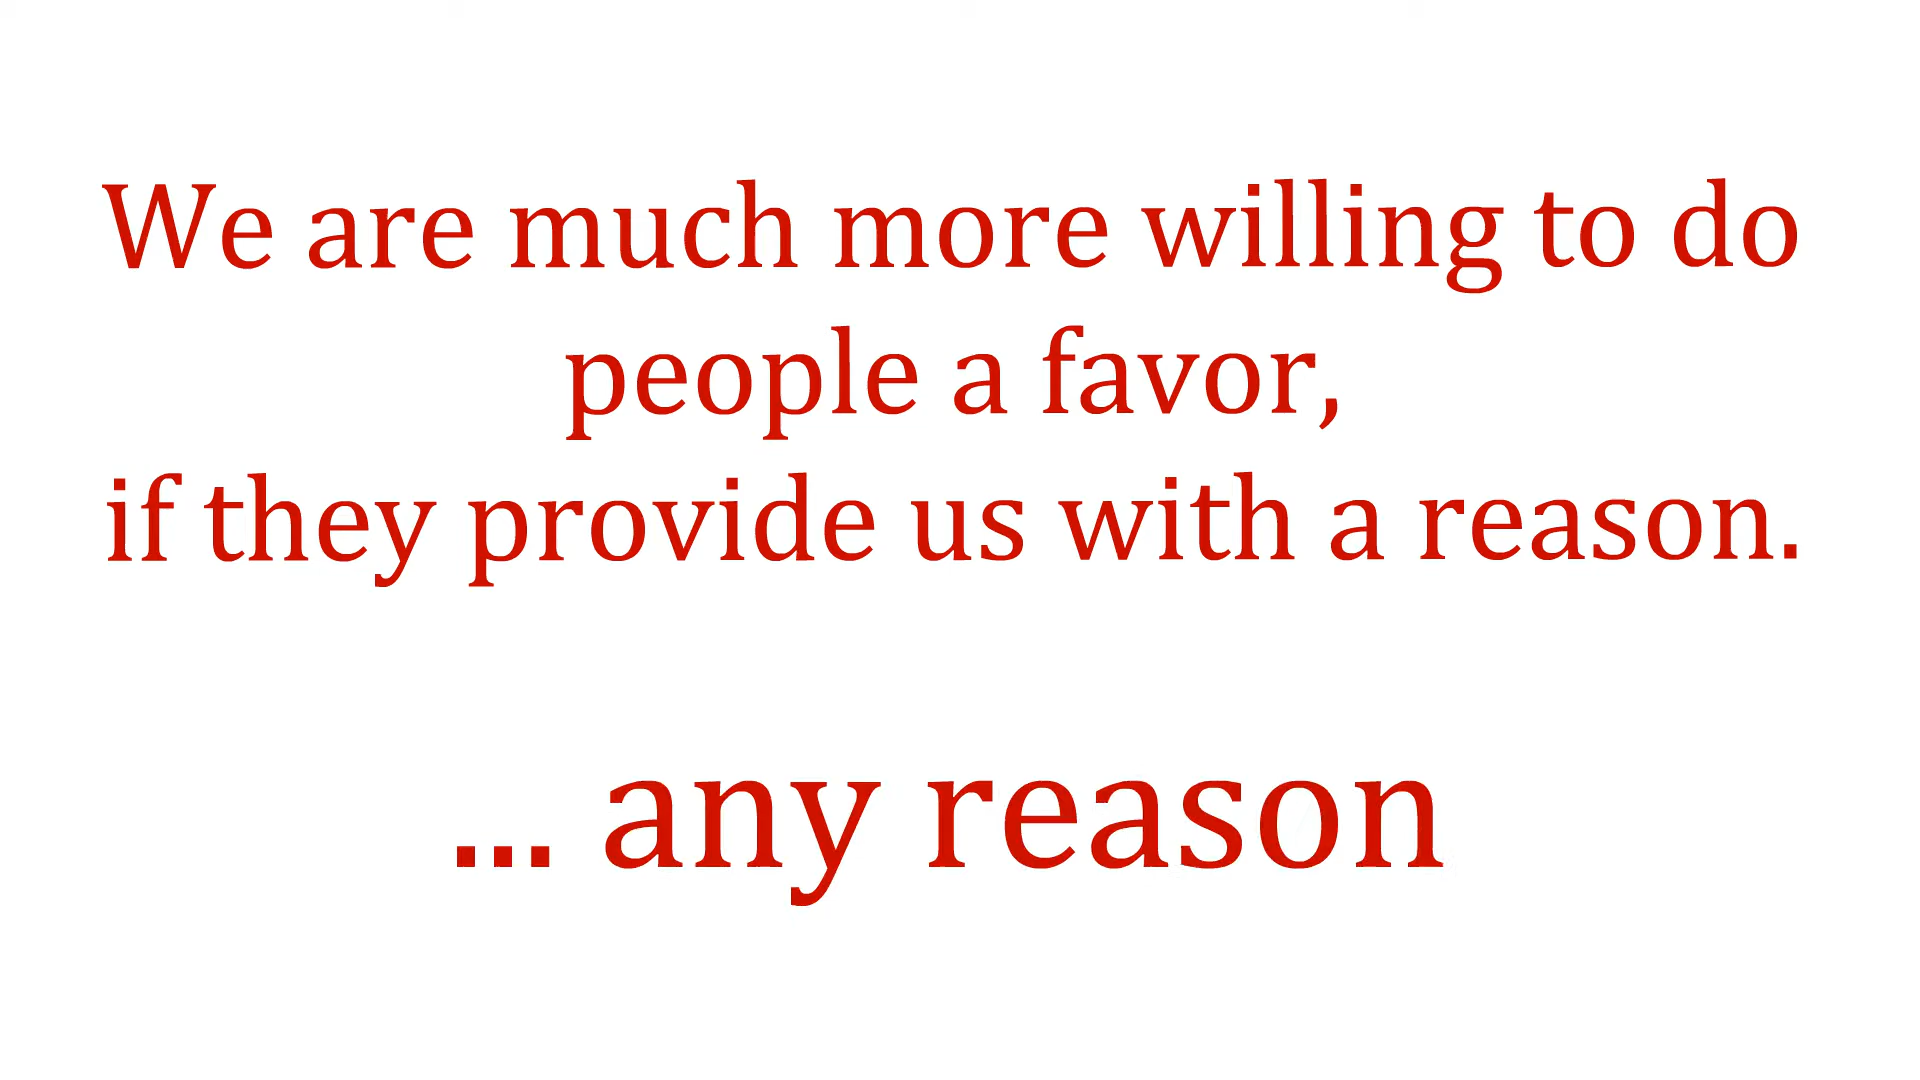 We are much more willing to do
people a favor,
if they provide us with a reason.
... any reason